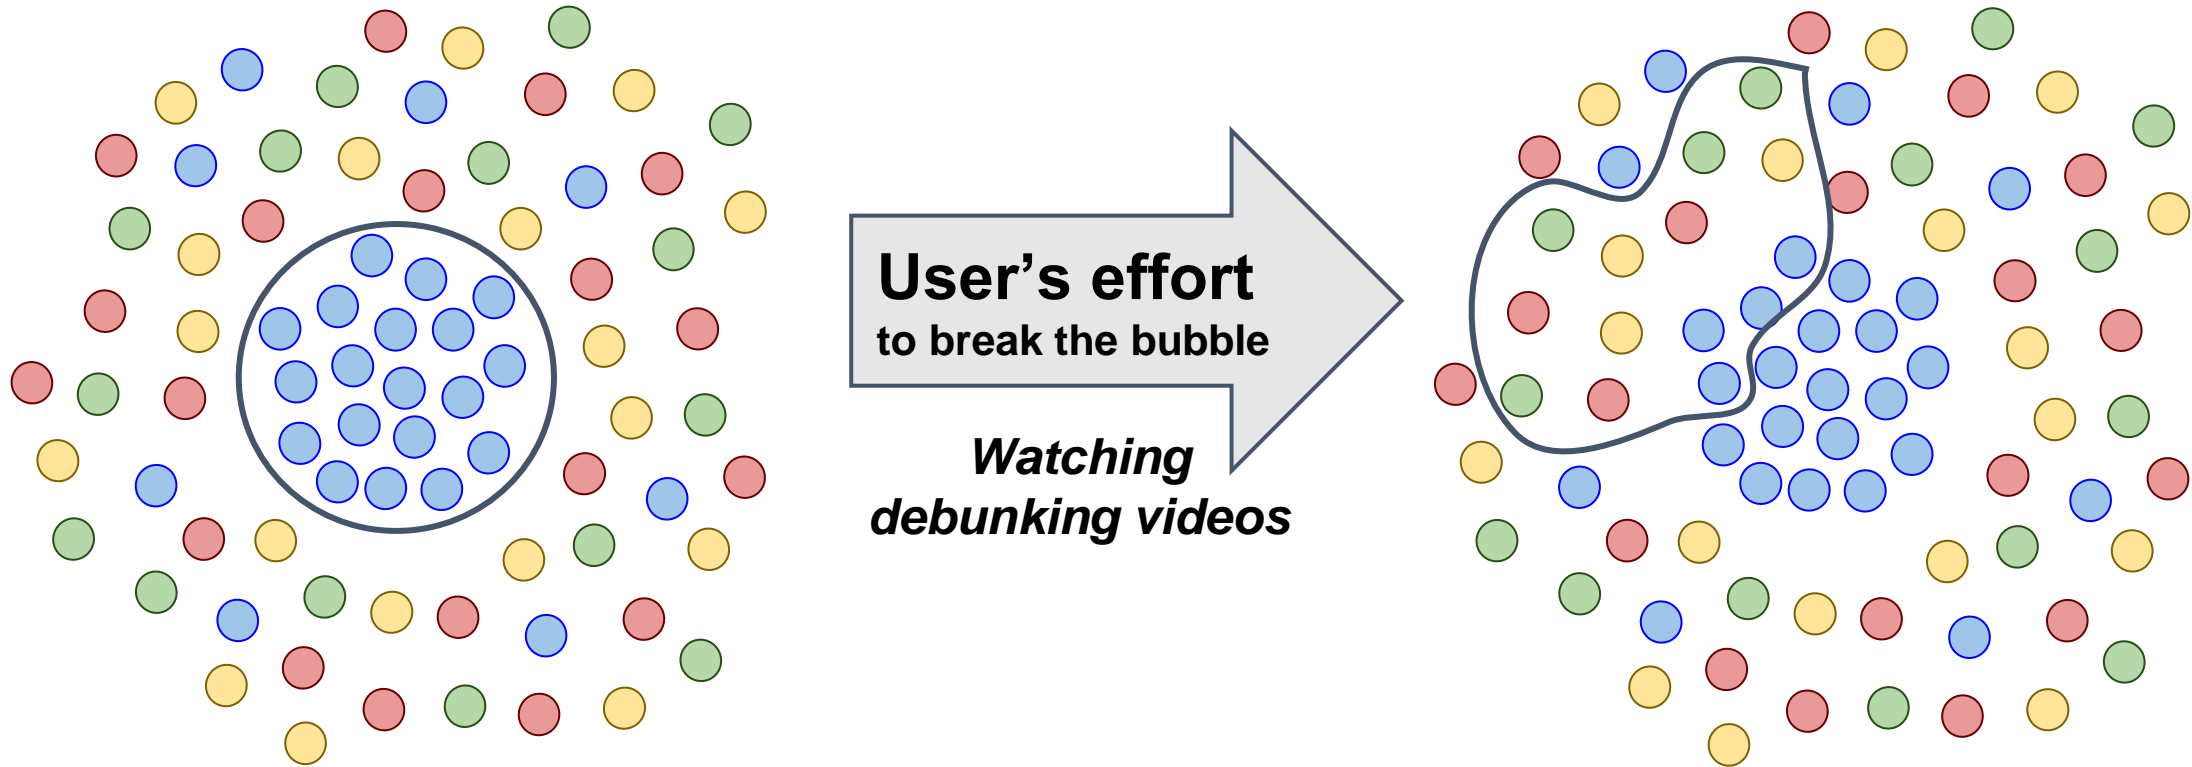 User’s effort
to break the bubble
Watching
debunking videos